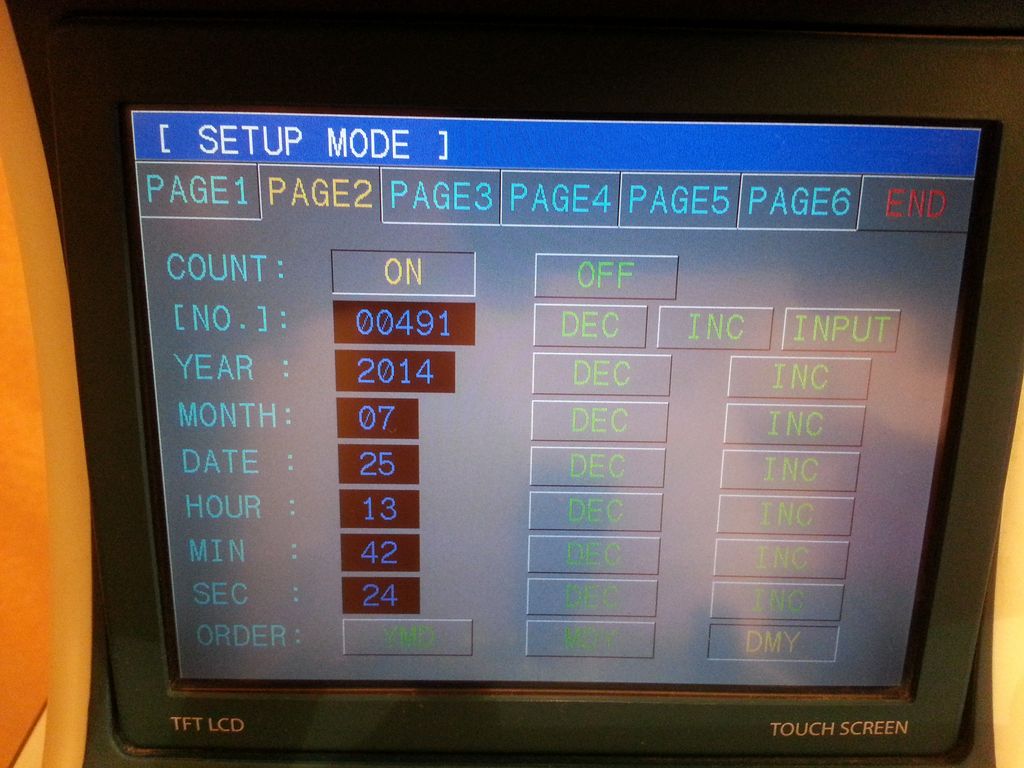 [ SETUP MODE ]
PAGE1 PAGE2 PAGE3 PAGE4 PAGE5 PAGE6 END
COUNT: ON OFF
[NO.]: 00491 DEC INC INPUT
YEAR : 2014 DEC INC
MONTH: 07 DEC INC
DATE : 25 DEC INC
HOUR : 13 DEC INC
MIN : 42 DEC INC
SEC : 24 DEC INC
ORDER: YMD MDY DMY
TFT LCD TOUCH SCREEN